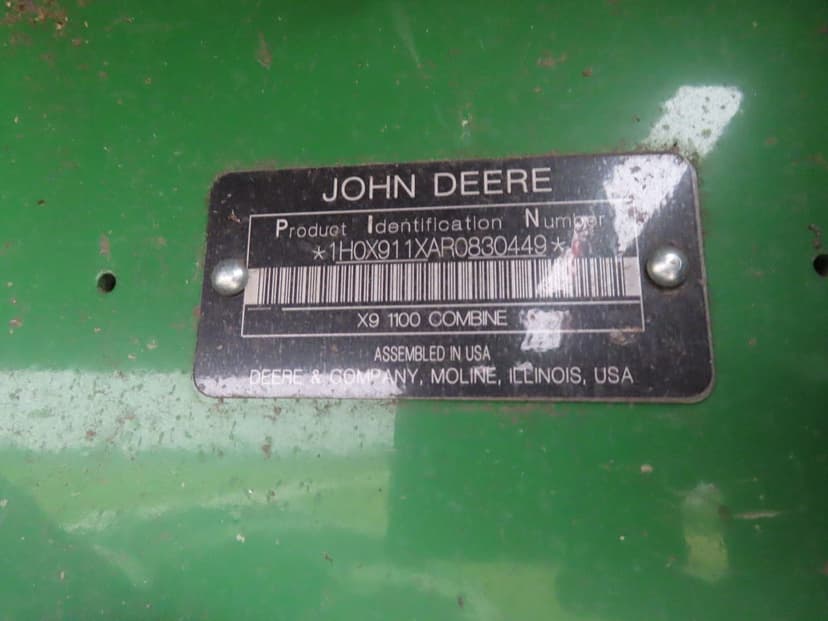 JOHN DEERE
Product Identification Number
*1H0X911XAR0830449*
X9 1100 COMBINE
ASSEMBLED IN USA
DEERE & COMPANY, MOLINE, ILLINOIS, USA